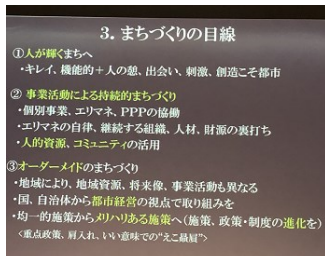 3. まちづくりの目線
①人が輝くまちへ
・キレイ、機能的＋人の憩、出会い、刺激、創造こそ都市
② 事業活動による持続的まちづくり
・個別事業、エリマネ、PPPの協働
・エリマネの自律、継続する組織、人材、財源の裏打ち
・人的資源、コミュニティの活用
③オーダーメイドのまちづくり
・地域により、地域資源、将来像、事業活動も異なる
・国、自治体から都市経営の視点で取り組みを
・均一的施策からメリハリある施策へ（施策、政策・制度の進化を）
<重点政策、肩入れ、いい意味での“えこ贔屓”>